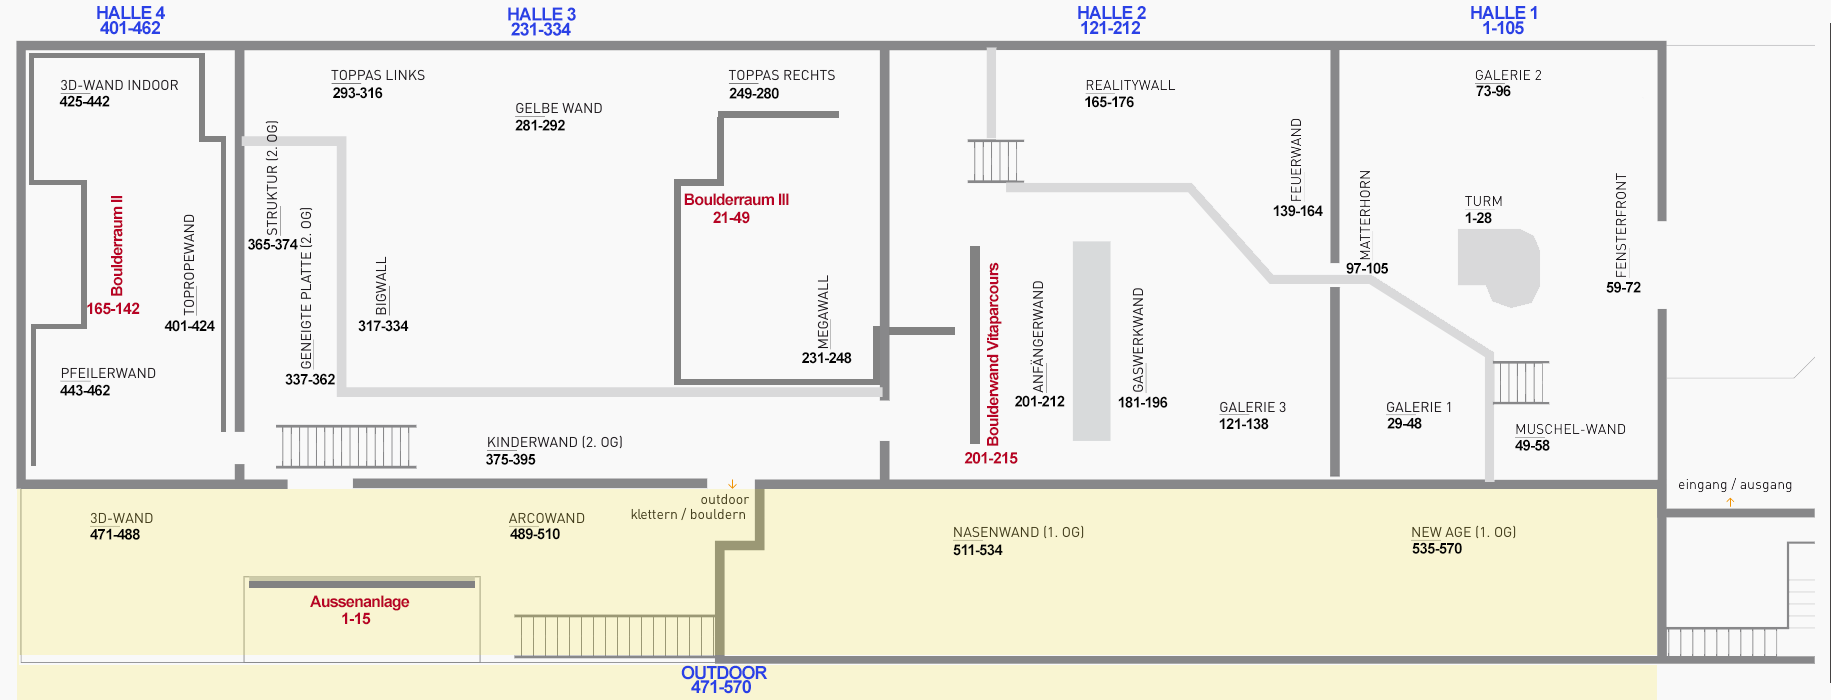 HALLE 4
401-462
HALLE 3
231-334
HALLE 2
121-212
HALLE 1
1-105
3D-WAND INDOOR
425-442
Boulderraum II
165-142
TOPROPEWAND
401-424
PFEILERWAND
443-462
TOPPAS LINKS
293-316
GELBE WAND
281-292
TOPPAS RECHTS
249-280
STRUKTUR (2. OG)
365-374
GENEIGTE PLATTE (2. OG)
337-362
BIGWALL
317-334
Boulderraum III
21-49
MEGAWALL
231-248
KINDERWAND (2. OG)
375-395
REALITYWALL
165-176
FEUERWAND
139-164
Boulderwand Vitaparcours
201-215
ANFÄNGERWAND
201-212
GASWERKWAND
181-196
GALERIE 3
121-138
GALERIE 2
73-96
MATTERHORN
97-105
TURM
1-28
FENSTERFRONT
59-72
GALERIE 1
29-48
MUSCHEL-WAND
49-58
eingang / ausgang
outdoor
klettern / bouldern
3D-WAND
471-488
ARCOWAND
489-510
NASENWAND (1. OG)
511-534
NEW AGE (1. OG)
535-570
Aussenanlage
1-15
OUTDOOR
471-570